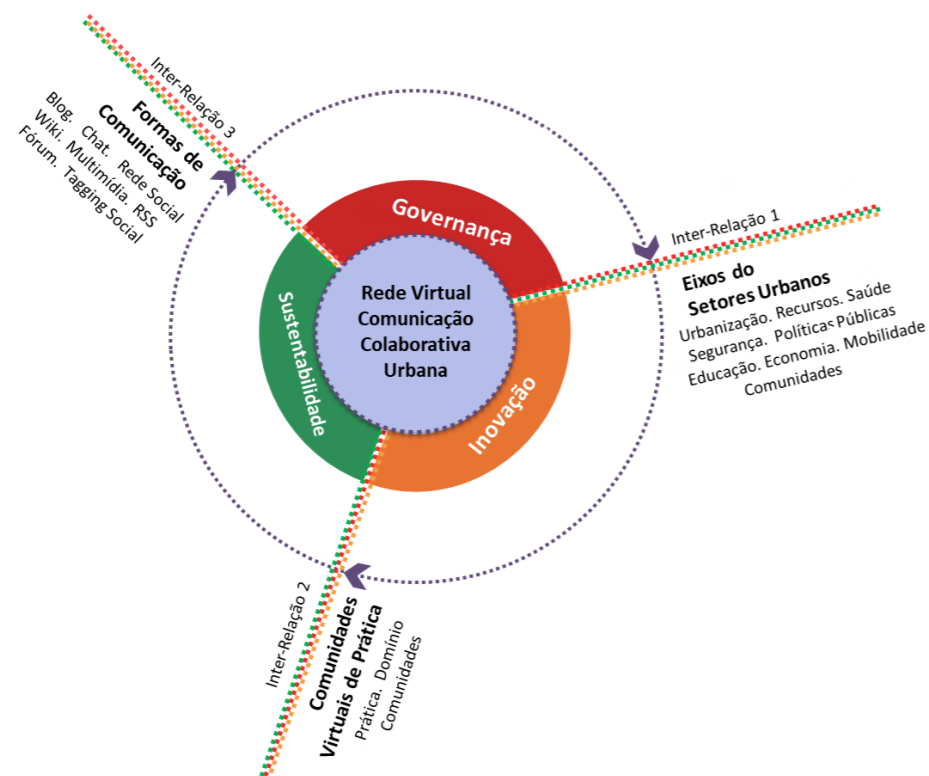 Inter-Relação 3
Formas de
Comunicação
Blog. Chat. Rede Social
Wiki. Multimídia. RSS
Fórum. Tagging Social
Governança
Inter-Relação 1
Eixos do
Setores Urbanos
Urbanização. Recursos. Saúde
Segurança. Políticas Públicas
Educação. Economia. Mobilidade
Comunidades
Rede Virtual
Comunicação
Colaborativa
Urbana
Sustentabilidade
Inovação
Inter-Relação 2
Comunidades
Virtuais de Prática
Prática. Domínio
Comunidades